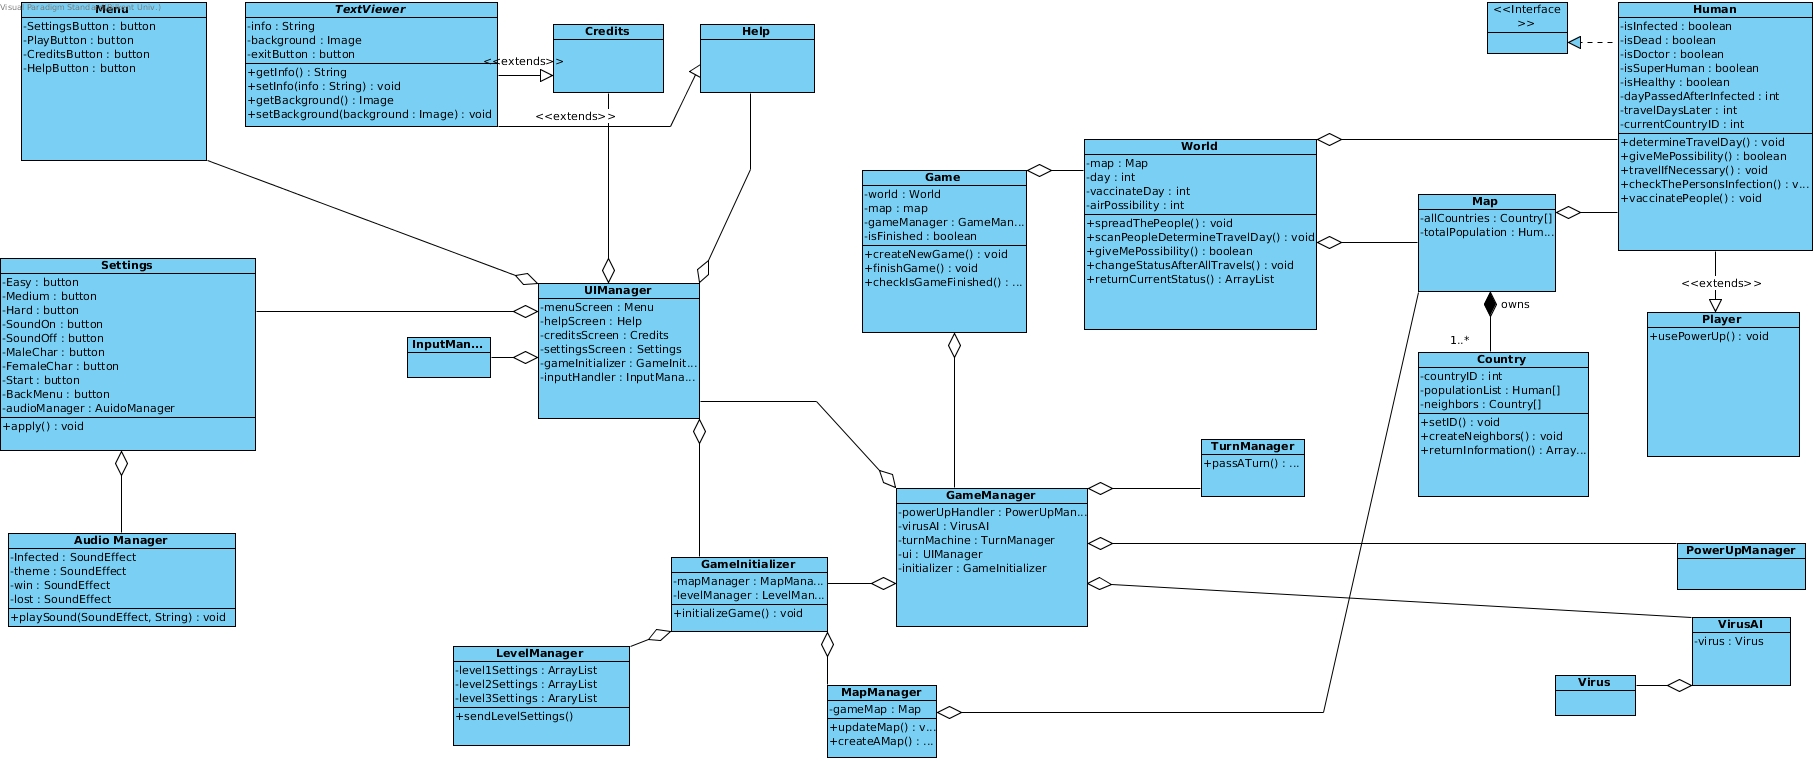 Visual Paradigm Standard
Univ.)
Menu
-SettingsButton : button
-PlayButton : button
-CreditsButton : button
-HelpButton : button
TextViewer
-info : String
-background : Image
-exitButton : button
+getInfo() : String
+setInfo(info : String) : void
+getBackground() : Image
+setBackground(background : Image) : void
<<extends>>
<<extends>>
Credits
Help
<<Interface
>>
Human
-isInfected : boolean
-isDead : boolean
-isDoctor : boolean
-isSuperHuman : boolean
-isHealthy : boolean
-dayPassedAfterInfected : int
-travelDaysLater : int
-currentCountryID : int
+determineTravelDay() : void
+giveMePossibility() : boolean
+travelIfNecessary() : void
+checkThePersonsInfection() : v...
+vaccinatePeople() : void
World
-map : Map
-day : int
-vaccinateDay : int
-airPossibility : int
+spreadThePeople() : void
+scanPeopleDetermineTravelDay() : void
+giveMePossibility() : boolean
+changeStatusAfterAllTravels() : void
+returnCurrentStatus() : ArrayList
Game
-world : World
-map : map
-gameManager : GameMan...
-isFinished : boolean
+createNewGame() : void
+finishGame() : void
+checkIsGameFinished() : ...
Map
-allCountries : Country[]
-totalPopulation : Hum...
owns
1..*
<<extends>>
Player
+usePowerUp() : void
Country
-countryID : int
-populationList : Human[]
-neighbors : Country[]
+setID() : void
+createNeighbors() : void
+returnInformation() : Array...
Settings
-Easy : button
-Medium : button
-Hard : button
-SoundOn : button
-SoundOff : button
-MaleChar : button
-FemaleChar : button
-Start : button
-BackMenu : button
-audioManager : AuidoManager
+apply() : void
InputMan...
UIManager
-menuScreen : Menu
-helpScreen : Help
-creditsScreen : Credits
-settingsScreen : Settings
-gameInitializer : GameInit...
-inputHandler : InputMana...
TurnManager
+passATurn() : ...
GameManager
-powerUpHandler : PowerUpMan...
-virusAI : VirusAI
-turnMachine : TurnManager
-ui : UIManager
-initializer : GameInitializer
PowerUpManager
Audio Manager
-Infected : SoundEffect
-theme : SoundEffect
-win : SoundEffect
-lost : SoundEffect
+playSound(SoundEffect, String) : void
GameInitializer
-mapManager : MapMana...
-levelManager : LevelMan...
+initializeGame() : void
VirusAI
-virus : Virus
Virus
LevelManager
-level1Settings : ArrayList
-level2Settings : ArrayList
-level3Settings : AraryList
+sendLevelSettings()
MapManager
-gameMap : Map
+updateMap() : v...
+createAMap() : ...